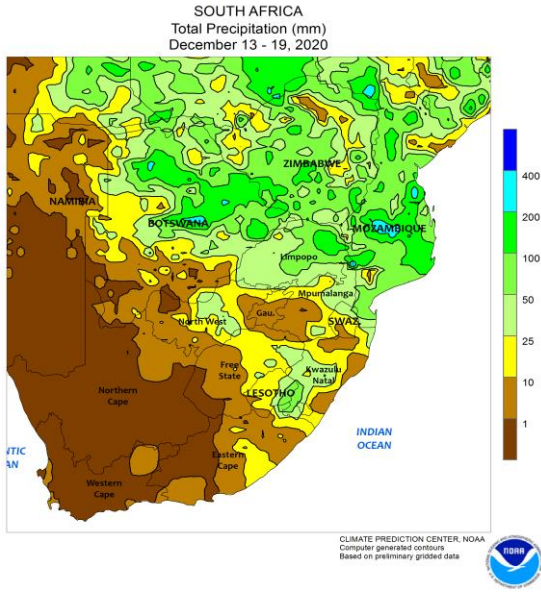 SOUTH AFRICA
Total Precipitation (mm)
December 13 - 19, 2020
ZIMBABWE
NAMIBIA
BOTSWANA
MOZAMBIQUE
Limpopo
Mpumalanga
Gau.
North West
SWAZ.
Free
State
Kwazulu
Natal
LESOTHO
Northern
Cape
Eastern
Cape
Western
Cape
INDIAN
OCEAN
NTIC
AN
400
200
100
50
25
10
1
CLIMATE PREDICTION CENTER, NOAA
Computer generated contours
Based on preliminary gridded data
NOAA